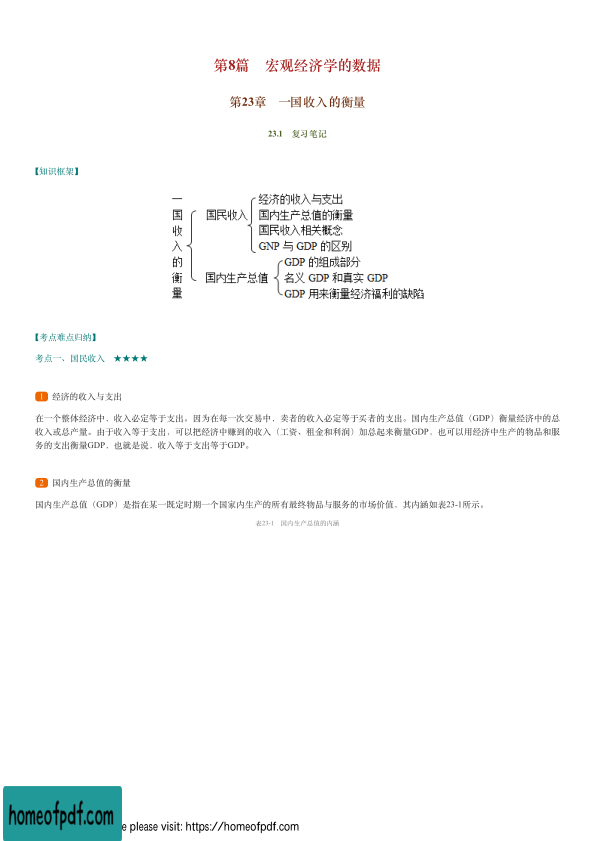 第8篇 宏观经济学的数据
第23章 一国收入的衡量
23.1 复习笔记
【知识框架】
一国收入的衡量
国民收入
经济的收入与支出
国内生产总值的衡量
国民收入相关概念
GNP 与 GDP 的区别
国内生产总值
GDP 的组成部分
名义 GDP 和真实 GDP
GDP 用来衡量经济福利的缺陷
【考点难点归纳】
考点一、国民收入 ★★★★
1 经济的收入与支出
在一个整体经济中，收入必定等于支出。因为在每一次交易中，卖者的收入必定等于买者的支出。国内生产总值（GDP）衡量经济中的总
收入或总产量。由于收入等于支出，可以把经济中赚到的收入（工资、租金和利润）加总起来衡量GDP，也可以用经济中生产的物品和服
务的支出衡量GDP，也就是说，收入等于支出等于GDP。
2 国内生产总值的衡量
国内生产总值（GDP）是指在某一既定时期一个国家内生产的所有最终物品与服务的市场价值，其内涵如表23-1所示。
表23-1 国内生产总值的内涵
homeofpdf.com
e please visit: https://homeofpdf.com